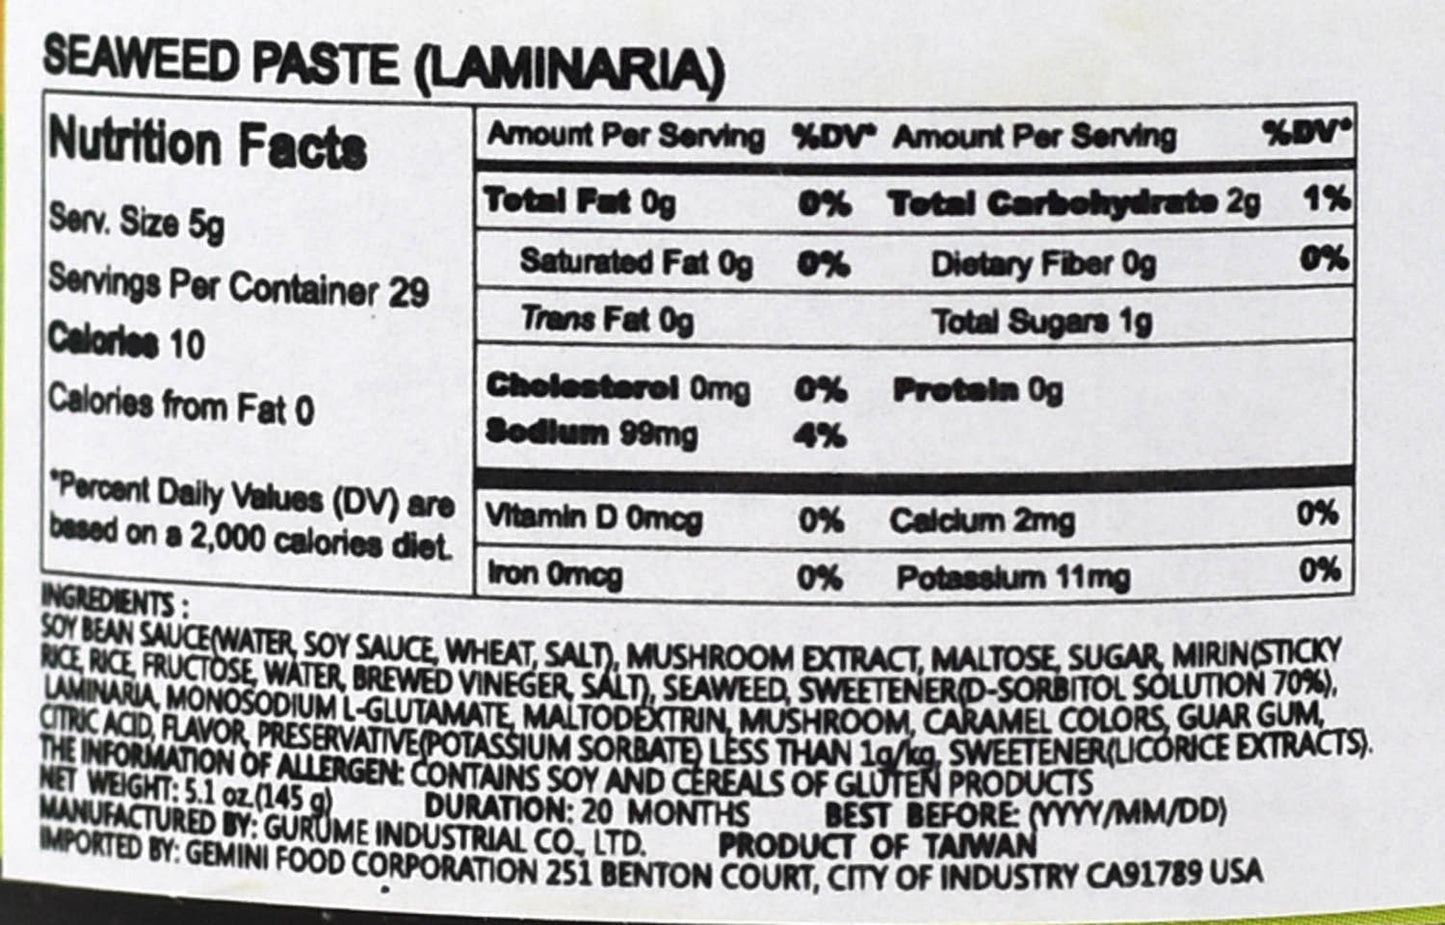 SEAWEED PASTE (LAMINARIA)
Nutrition Facts
Serv. Size 5g
Servings Per Container 29
Calories 10
Calories from Fat 0
*Percent Daily Values (DV) are
based on a 2,000 calories diet.
Amount Per Serving %DV* Amount Per Serving %DV*
Total Fat 0g 0% Total Carbohydrate 2g 1%
Saturated Fat 0g 0% Dietary Fiber 0g 0%
Trans Fat 0g Total Sugars 1g
Cholesterol 0mg 0% Protein 0g
Sodium 99mg 4%
Vitamin D 0mcg 0% Calcium 2mg 0%
Iron 0mcg 0% Potassium 11mg 0%
INGREDIENTS :
SOY BEAN SAUCE(WATER, SOY SAUCE, WHEAT, SALT), MUSHROOM EXTRACT, MALTOSE, SUGAR, MIRIN(STICKY
RICE, RICE, FRUCTOSE, WATER, BREWED VINEGER, SALT), SEAWEED, SWEETENER(D-SORBITOL SOLUTION 70%),
LAMINARIA, MONOSODIUM L-GLUTAMATE, MALTODEXTRIN, MUSHROOM, CARAMEL COLORS, GUAR GUM,
CITRIC ACID, FLAVOR, PRESERVATIVE(POTASSIUM SORBATE) LESS THAN 1g/kg, SWEETENER(LICORICE EXTRACTS).
THE INFORMATION OF ALLERGEN: CONTAINS SOY AND CEREALS OF GLUTEN PRODUCTS
NET WEIGHT: 5.1 oz.(145 g) DURATION: 20 MONTHS BEST BEFORE: (YYYY/MM/DD)
MANUFACTURED BY: GURUME INDUSTRIAL CO., LTD. PRODUCT OF TAIWAN
IMPORTED BY: GEMINI FOOD CORPORATION 251 BENTON COURT, CITY OF INDUSTRY CA91789 USA